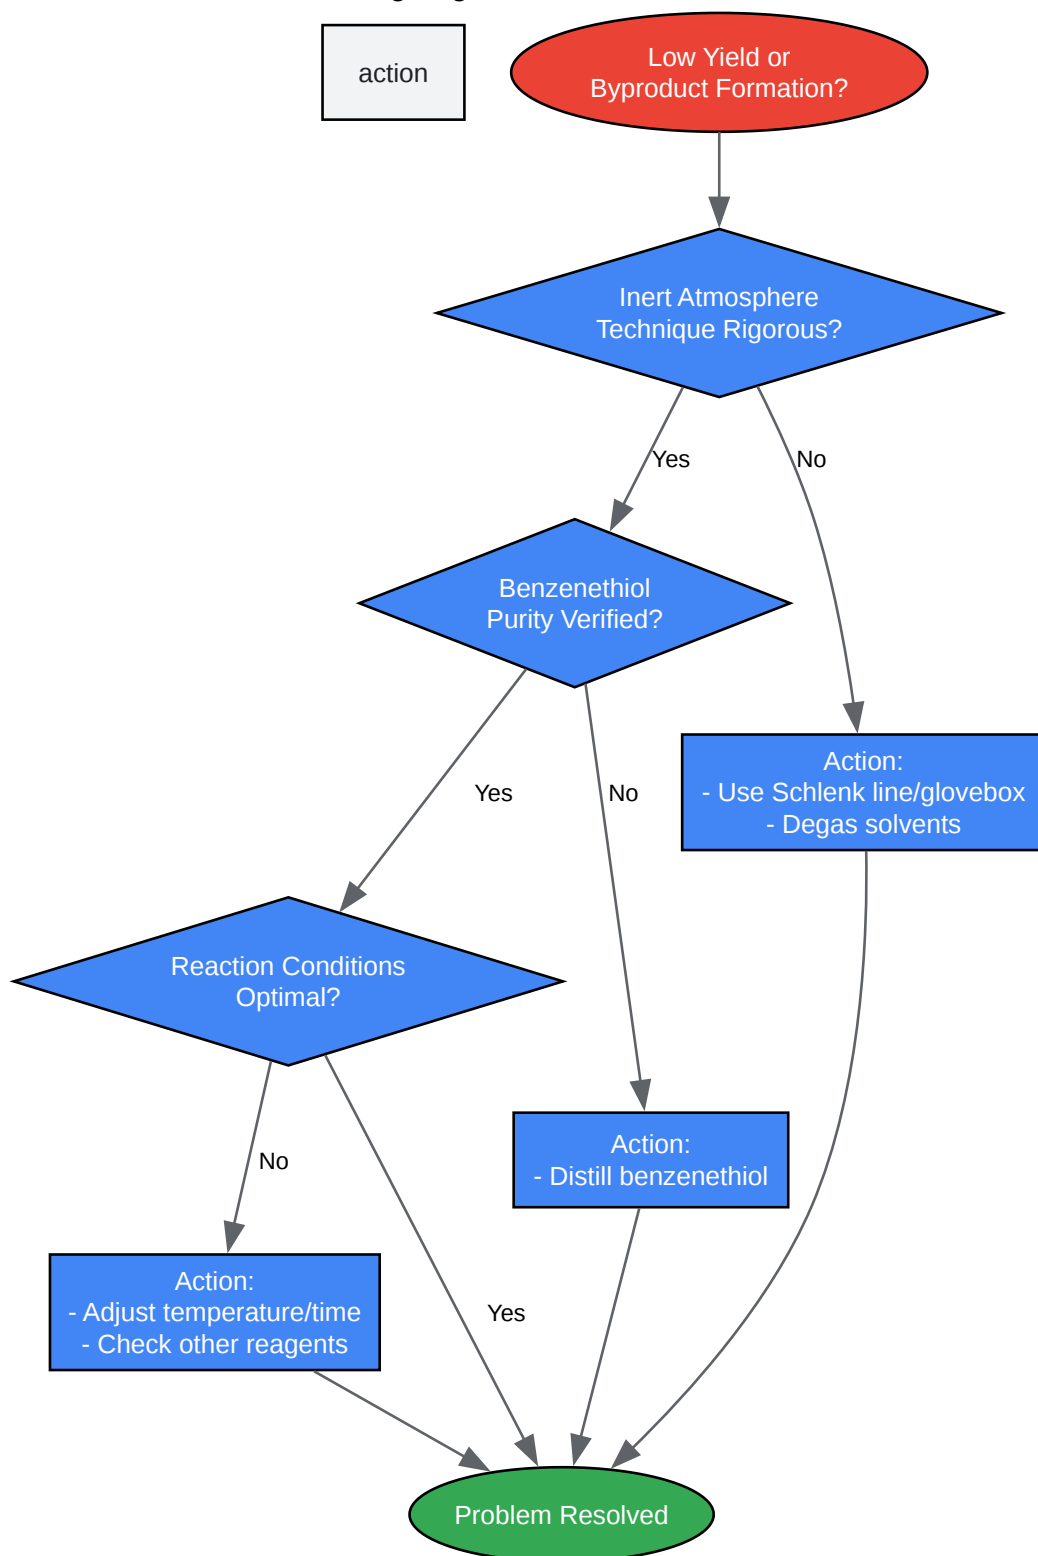 action
Low Yield or
Byproduct Formation?
Inert Atmosphere
Technique Rigorous?
Yes
No
Benzenethiol
Purity Verified?
Action:
- Use Schlenk line/glovebox
- Degas solvents
Yes
No
Reaction Conditions
Optimal?
Action:
- Distill benzenethiol
No
Yes
Action:
- Adjust temperature/time
- Check other reagents
Problem Resolved